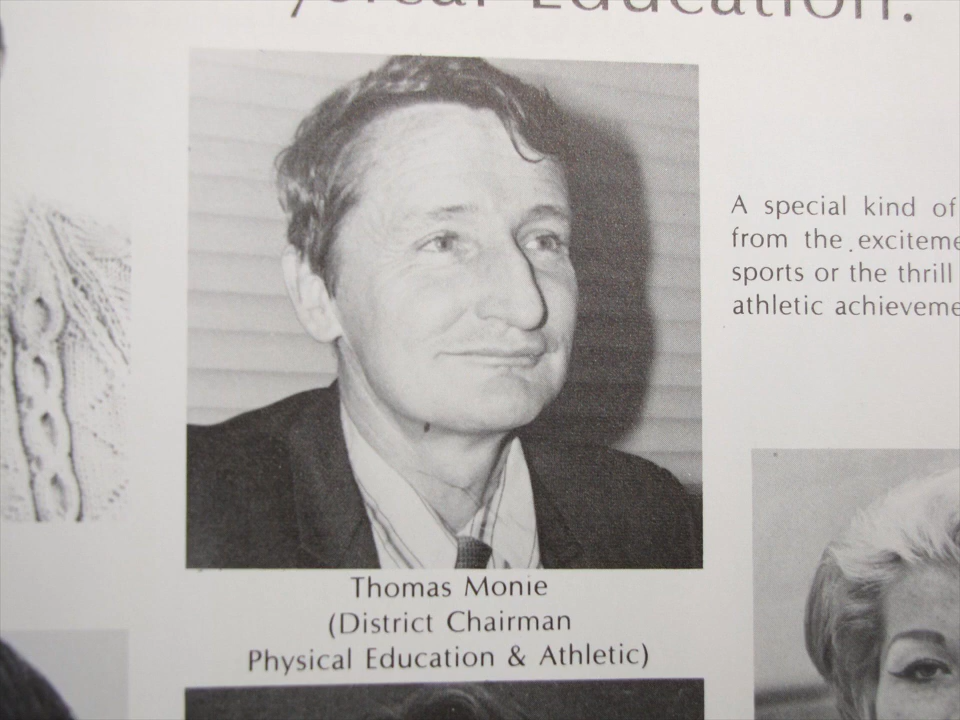 Education.
Thomas Monie
(District Chairman
Physical Education & Athletic)
A special kind of
from the exciteme
sports or the thrill
athletic achieveme